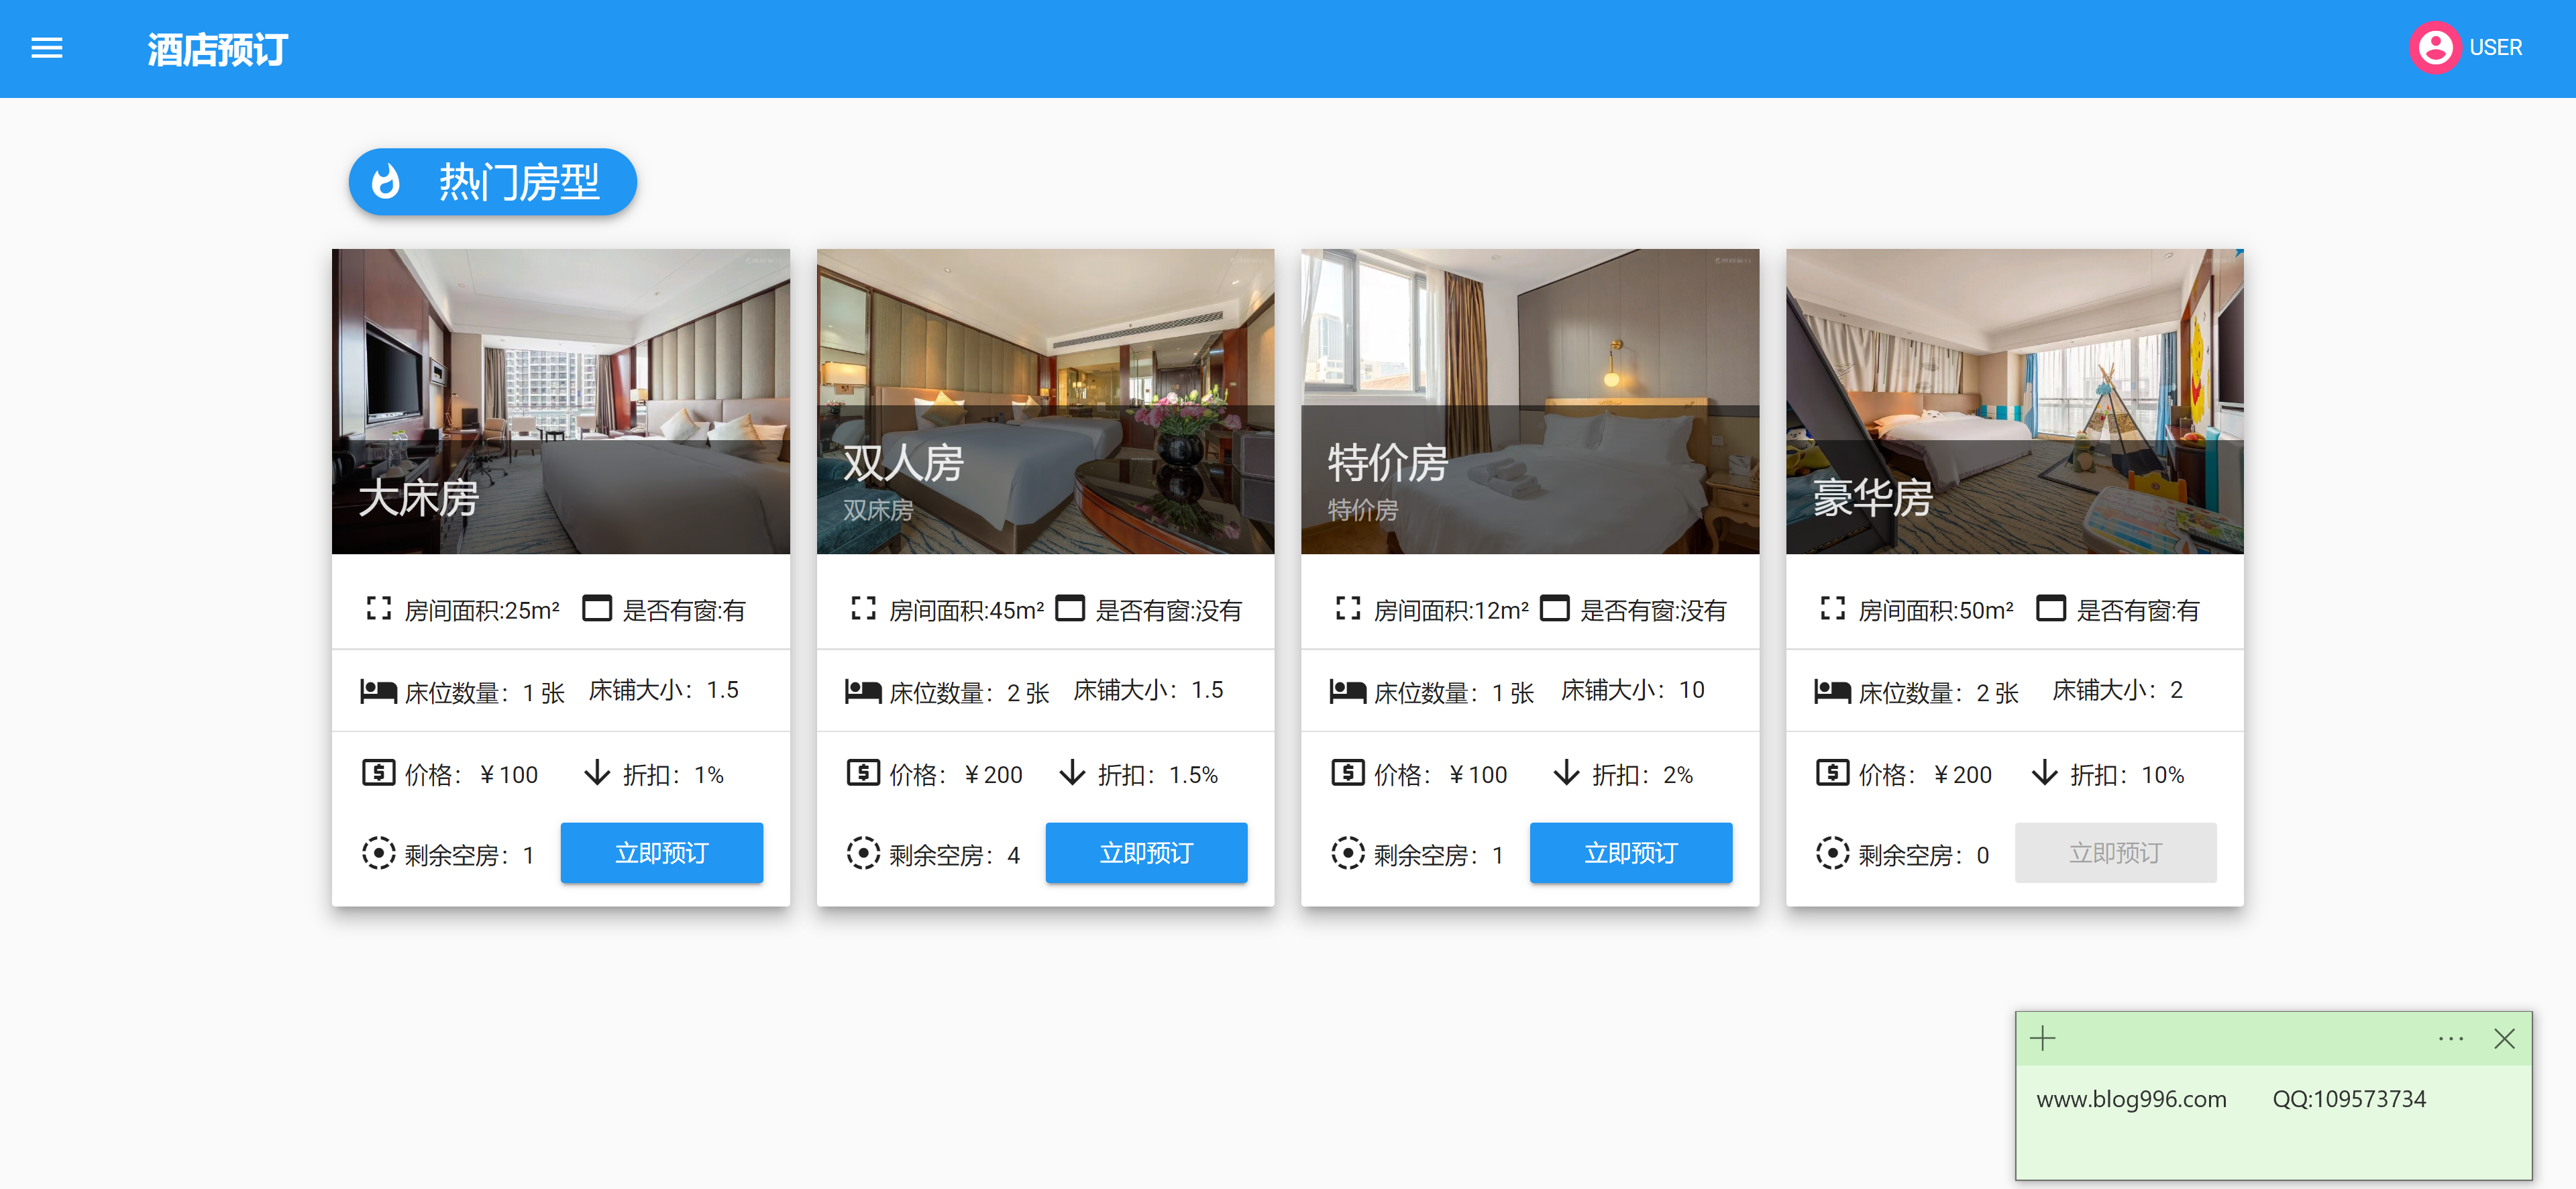 酒店预订
USER
热门房型
大床房
房间面积:25m²
是否有窗:有
床位数量：1 张
床铺大小：1.5
价格：￥100
折扣：1%
剩余空房：1
立即预订
双人房
双床房
房间面积:45m²
是否有窗:没有
床位数量：2 张
床铺大小：1.5
价格：￥200
折扣：1.5%
剩余空房：4
立即预订
特价房
特价房
房间面积:12m²
是否有窗:没有
床位数量：1 张
床铺大小：10
价格：￥100
折扣：2%
剩余空房：1
立即预订
豪华房
房间面积:50m²
是否有窗:有
床位数量：2 张
床铺大小：2
价格：￥200
折扣：10%
剩余空房：0
立即预订
www.blog996.com QQ:109573734